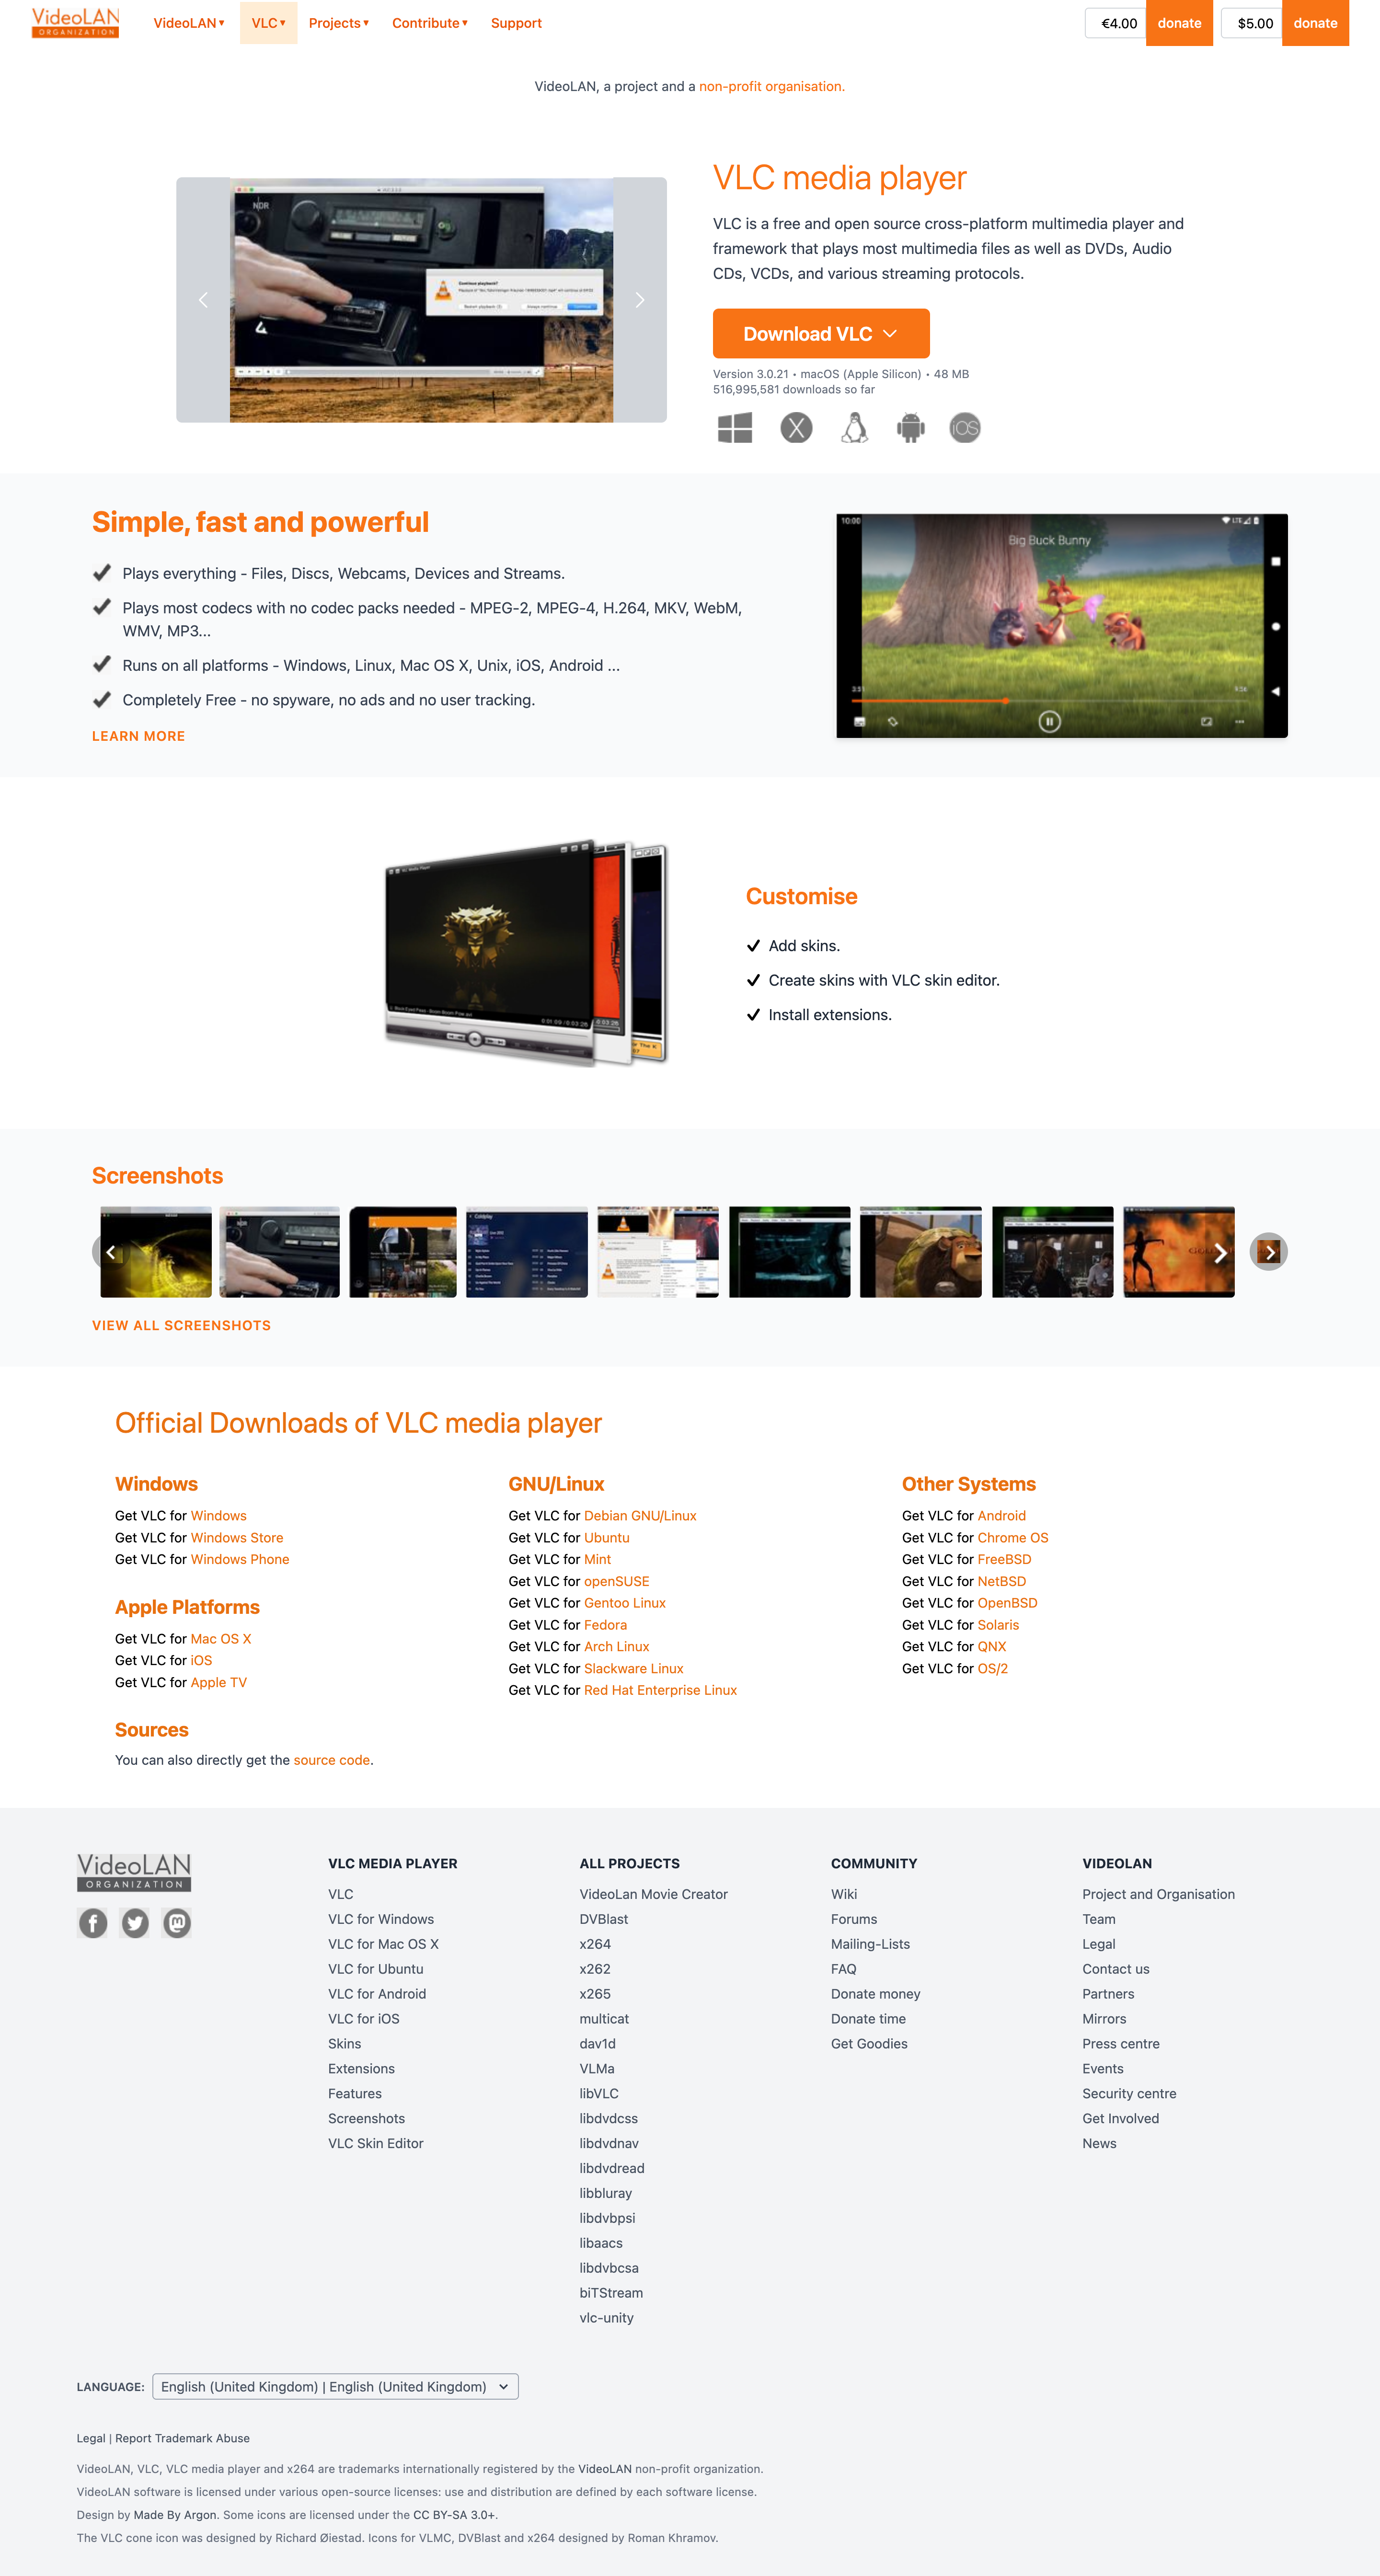 VideoLAN
ORGANIZATION
VideoLAN ▾
VLC ▾
Projects ▾
Contribute ▾
Support
€4.00 donate
$5.00 donate
VideoLAN, a project and a non-profit organisation.
NDR
VLC media player
VLC is a free and open source cross-platform multimedia player and
framework that plays most multimedia files as well as DVDs, Audio
CDs, VCDs, and various streaming protocols.
Download VLC
Version 3.0.21 • macOS (Apple Silicon) • 48 MB
516,995,581 downloads so far
X
iOS
Simple, fast and powerful
Plays everything - Files, Discs, Webcams, Devices and Streams.
Plays most codecs with no codec packs needed - MPEG-2, MPEG-4, H.264, MKV, WebM,
WMV, MP3...
Runs on all platforms - Windows, Linux, Mac OS X, Unix, iOS, Android ...
Completely Free - no spyware, no ads and no user tracking.
LEARN MORE
10:00
LTE
Big Buck Bunny
Customise
Add skins.
Create skins with VLC skin editor.
Install extensions.
Screenshots
VIEW ALL SCREENSHOTS
Official Downloads of VLC media player
Windows
Get VLC for Windows
Get VLC for Windows Store
Get VLC for Windows Phone
Apple Platforms
Get VLC for Mac OS X
Get VLC for iOS
Get VLC for Apple TV
Sources
You can also directly get the source code.
GNU/Linux
Get VLC for Debian GNU/Linux
Get VLC for Ubuntu
Get VLC for Mint
Get VLC for openSUSE
Get VLC for Gentoo Linux
Get VLC for Fedora
Get VLC for Arch Linux
Get VLC for Slackware Linux
Get VLC for Red Hat Enterprise Linux
Other Systems
Get VLC for Android
Get VLC for Chrome OS
Get VLC for FreeBSD
Get VLC for NetBSD
Get VLC for OpenBSD
Get VLC for Solaris
Get VLC for QNX
Get VLC for OS/2
VideoLAN
ORGANIZATION
VLC MEDIA PLAYER
VLC
VLC for Windows
VLC for Mac OS X
VLC for Ubuntu
VLC for Android
VLC for iOS
Skins
Extensions
Features
Screenshots
VLC Skin Editor
ALL PROJECTS
VideoLan Movie Creator
DVBlast
x264
x262
x265
multicat
dav1d
VLMa
libVLC
libdvdcss
libdvdnav
libdvdread
libbluray
libdvbpsi
libaacs
libdvbcsa
biTStream
vlc-unity
COMMUNITY
Wiki
Forums
Mailing-Lists
FAQ
Donate money
Donate time
Get Goodies
VIDEOLAN
Project and Organisation
Team
Legal
Contact us
Partners
Mirrors
Press centre
Events
Security centre
Get Involved
News
LANGUAGE: English (United Kingdom) | English (United Kingdom)
Legal | Report Trademark Abuse
VideoLAN, VLC, VLC media player and x264 are trademarks internationally registered by the VideoLAN non-profit organization.
VideoLAN software is licensed under various open-source licenses: use and distribution are defined by each software license.
Design by Made By Argon. Some icons are licensed under the CC BY-SA 3.0+.
The VLC cone icon was designed by Richard Øiestad. Icons for VLMC, DVBlast and x264 designed by Roman Khramov.